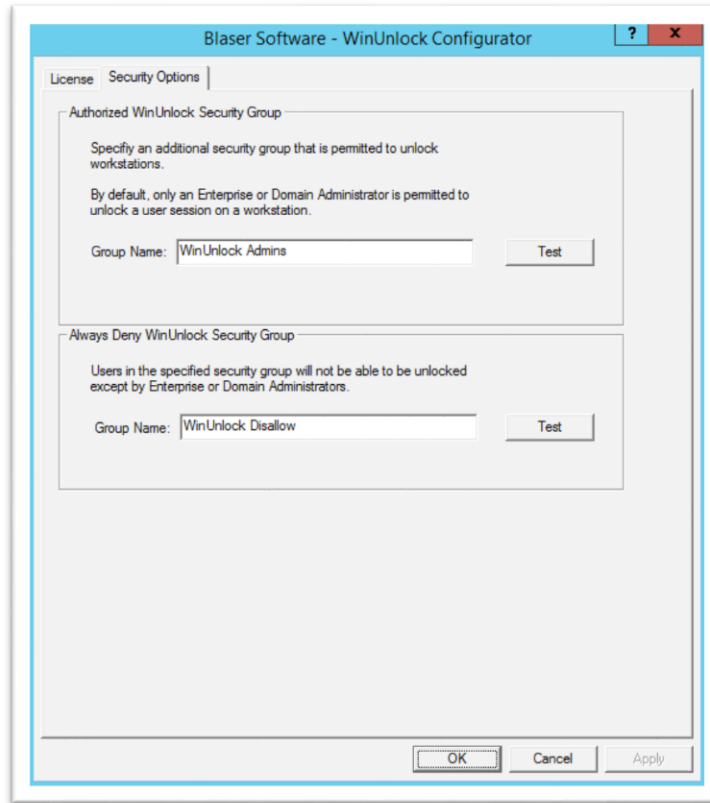 Blaser Software - WinUnlock Configurator
? x
License Security Options
Authorized WinUnlock Security Group
Specifiy an additional security group that is permitted to unlock
workstations.
By default, only an Enterprise or Domain Administrator is permitted to
unlock a user session on a workstation.
Group Name: WinUnlock Admins Test
Always Deny WinUnlock Security Group
Users in the specified security group will not be able to be unlocked
except by Enterprise or Domain Administrators.
Group Name: WinUnlock Disallow Test
OK Cancel Apply